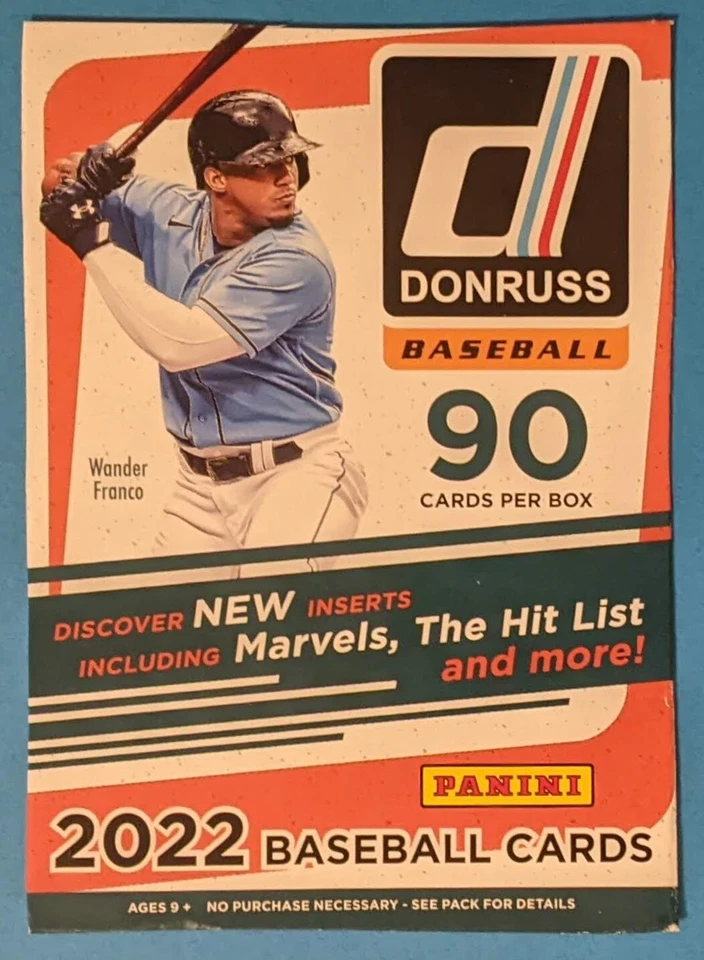 d
DONRUSS
BASEBALL
90
CARDS PER BOX
Wander
Franco
DISCOVER NEW INSERTS
INCLUDING Marvels, The Hit List
and more!
PANINI
2022 BASEBALL CARDS
AGES 9+ NO PURCHASE NECESSARY - SEE PACK FOR DETAILS